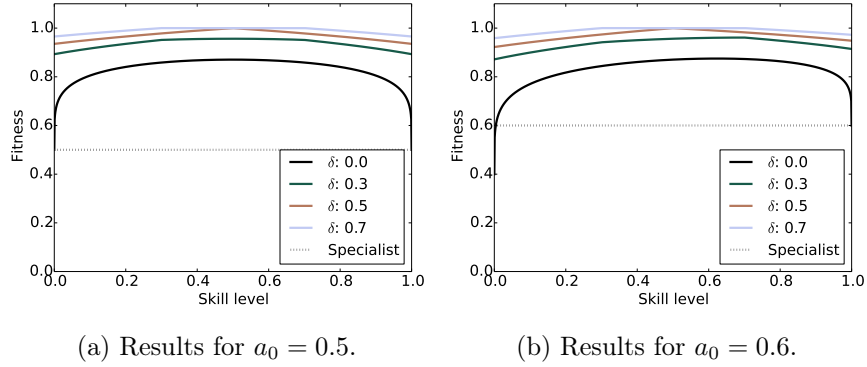 1.0
0.8
0.6
0.4
0.2
0.0
Fitness
0.0 0.2 0.4 0.6 0.8 1.0
Skill level
δ: 0.0
δ: 0.3
δ: 0.5
δ: 0.7
Specialist
(a) Results for a₀ = 0.5.
1.0
0.8
0.6
0.4
0.2
0.0
Fitness
0.0 0.2 0.4 0.6 0.8 1.0
Skill level
δ: 0.0
δ: 0.3
δ: 0.5
δ: 0.7
Specialist
(b) Results for a₀ = 0.6.